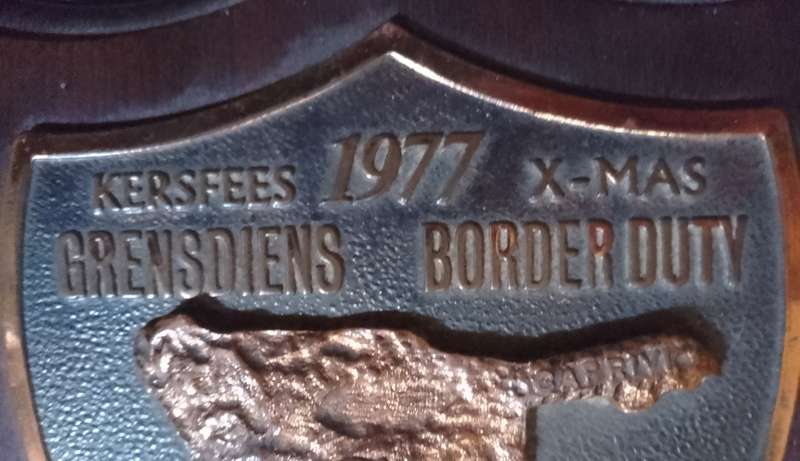 KERSFEES 1977 X-MAS
GRENSDIENS BORDER DUTY